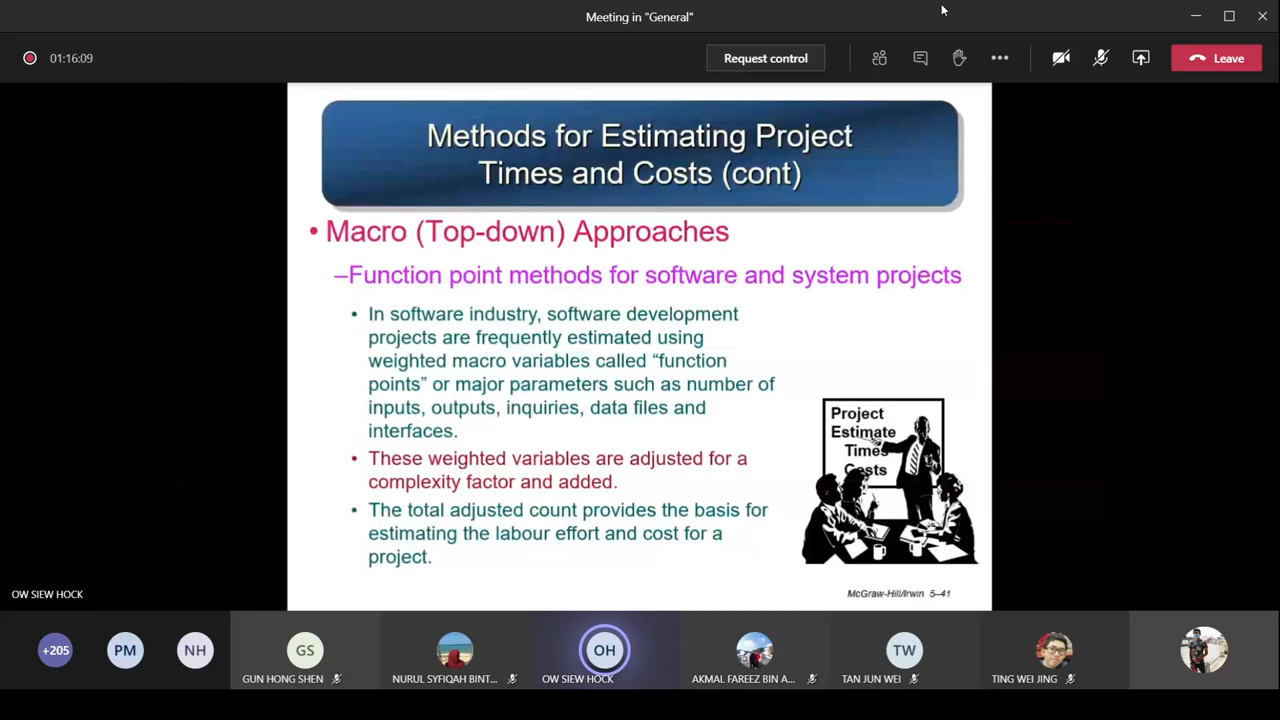 Meeting in "General"
01:16:09
Request control
Leave
Methods for Estimating Project
Times and Costs (cont)
• Macro (Top-down) Approaches
–Function point methods for software and system projects
• In software industry, software development
projects are frequently estimated using
weighted macro variables called “function
points” or major parameters such as number of
inputs, outputs, inquiries, data files and
interfaces.
• These weighted variables are adjusted for a
complexity factor and added.
• The total adjusted count provides the basis for
estimating the labour effort and cost for a
project.
Project
Estimate
Times
Costs
McGraw-Hill/Irwin 5–41
OW SIEW HOCK
+205
PM
NH
GS
OH
TW
GUN HONG SHEN
NURUL SYFIQAH BINT...
OW SIEW HOCK
AKMAL FAREEZ BIN A...
TAN JUN WEI
TING WEI JING